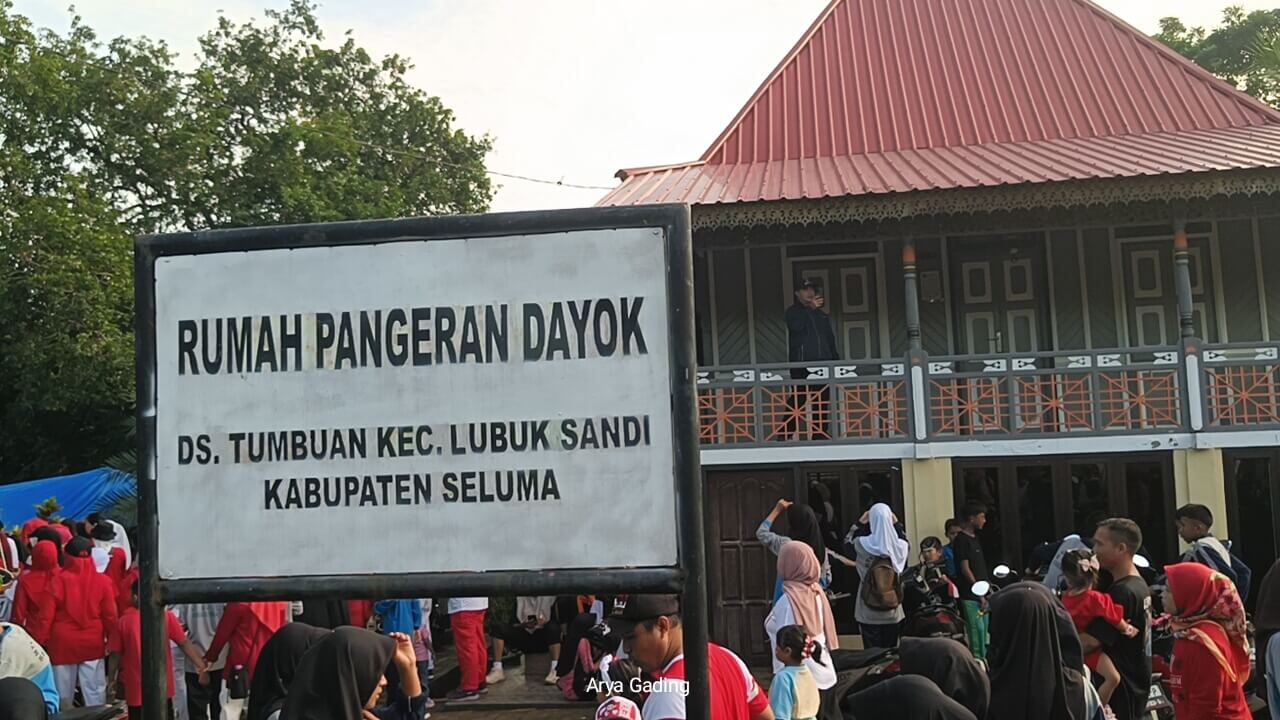 RUMAH PANGERAN DAYOK
DS. TUMBUAN KEC. LUBUK SANDI
KABUPATEN SELUMA
Arya Gading